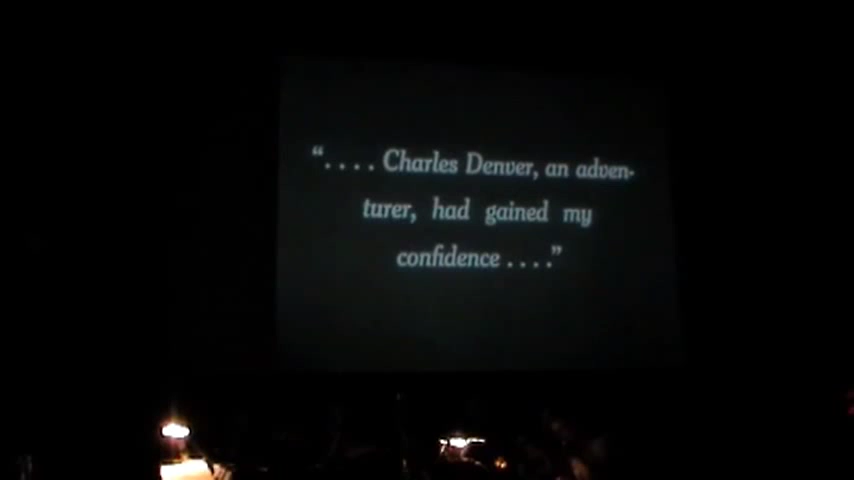 “.... Charles Denver, an adven-
turer, had gained my
confidence ....”